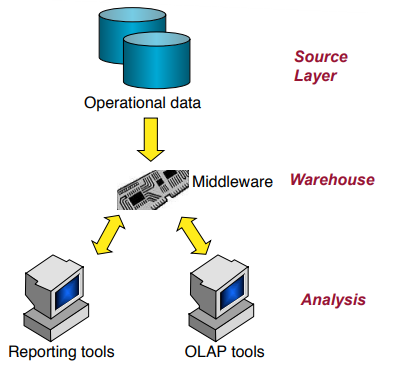 Source
Layer
Operational data
Middleware
Warehouse
Analysis
Reporting tools
OLAP tools